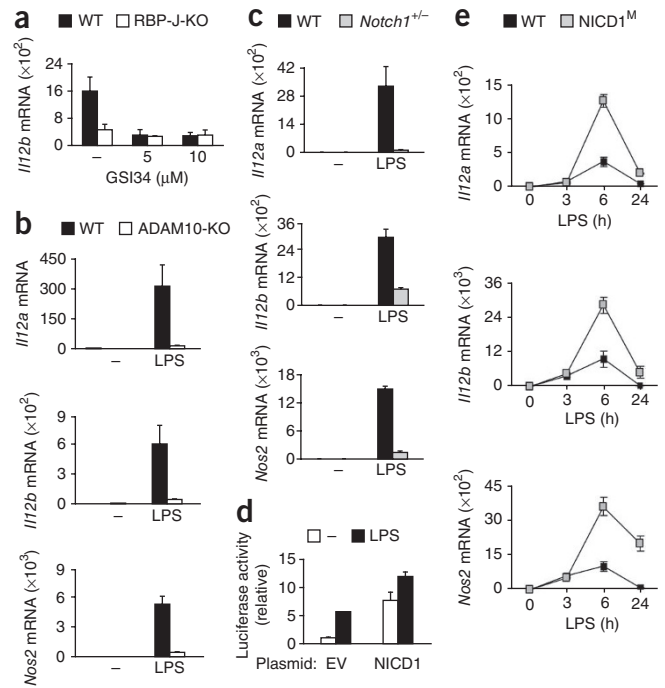 a
WT RBP-J-KO
Il12b mRNA (×10²)
16
12
8
4
0
– 5 10
GSI34 (μM)
b
WT ADAM10-KO
Il12a mRNA
450
300
150
0
– LPS
Il12b mRNA (×10²)
9
6
3
0
– LPS
Nos2 mRNA (×10³)
9
6
3
0
– LPS
c
WT Notch1+/–
Il12a mRNA (×10²)
42
28
14
0
– LPS
Il12b mRNA (×10²)
36
24
12
0
– LPS
Nos2 mRNA (×10³)
18
12
6
0
– LPS
d
– LPS
Luciferase activity
(relative)
15
10
5
0
Plasmid: EV NICD1
e
WT NICD1ᴹ
Il12a mRNA (×10²)
15
10
5
0
0 3 6 24
LPS (h)
Il12b mRNA (×10³)
36
24
12
0
0 3 6 24
LPS (h)
Nos2 mRNA (×10²)
45
30
15
0
0 3 6 24
LPS (h)